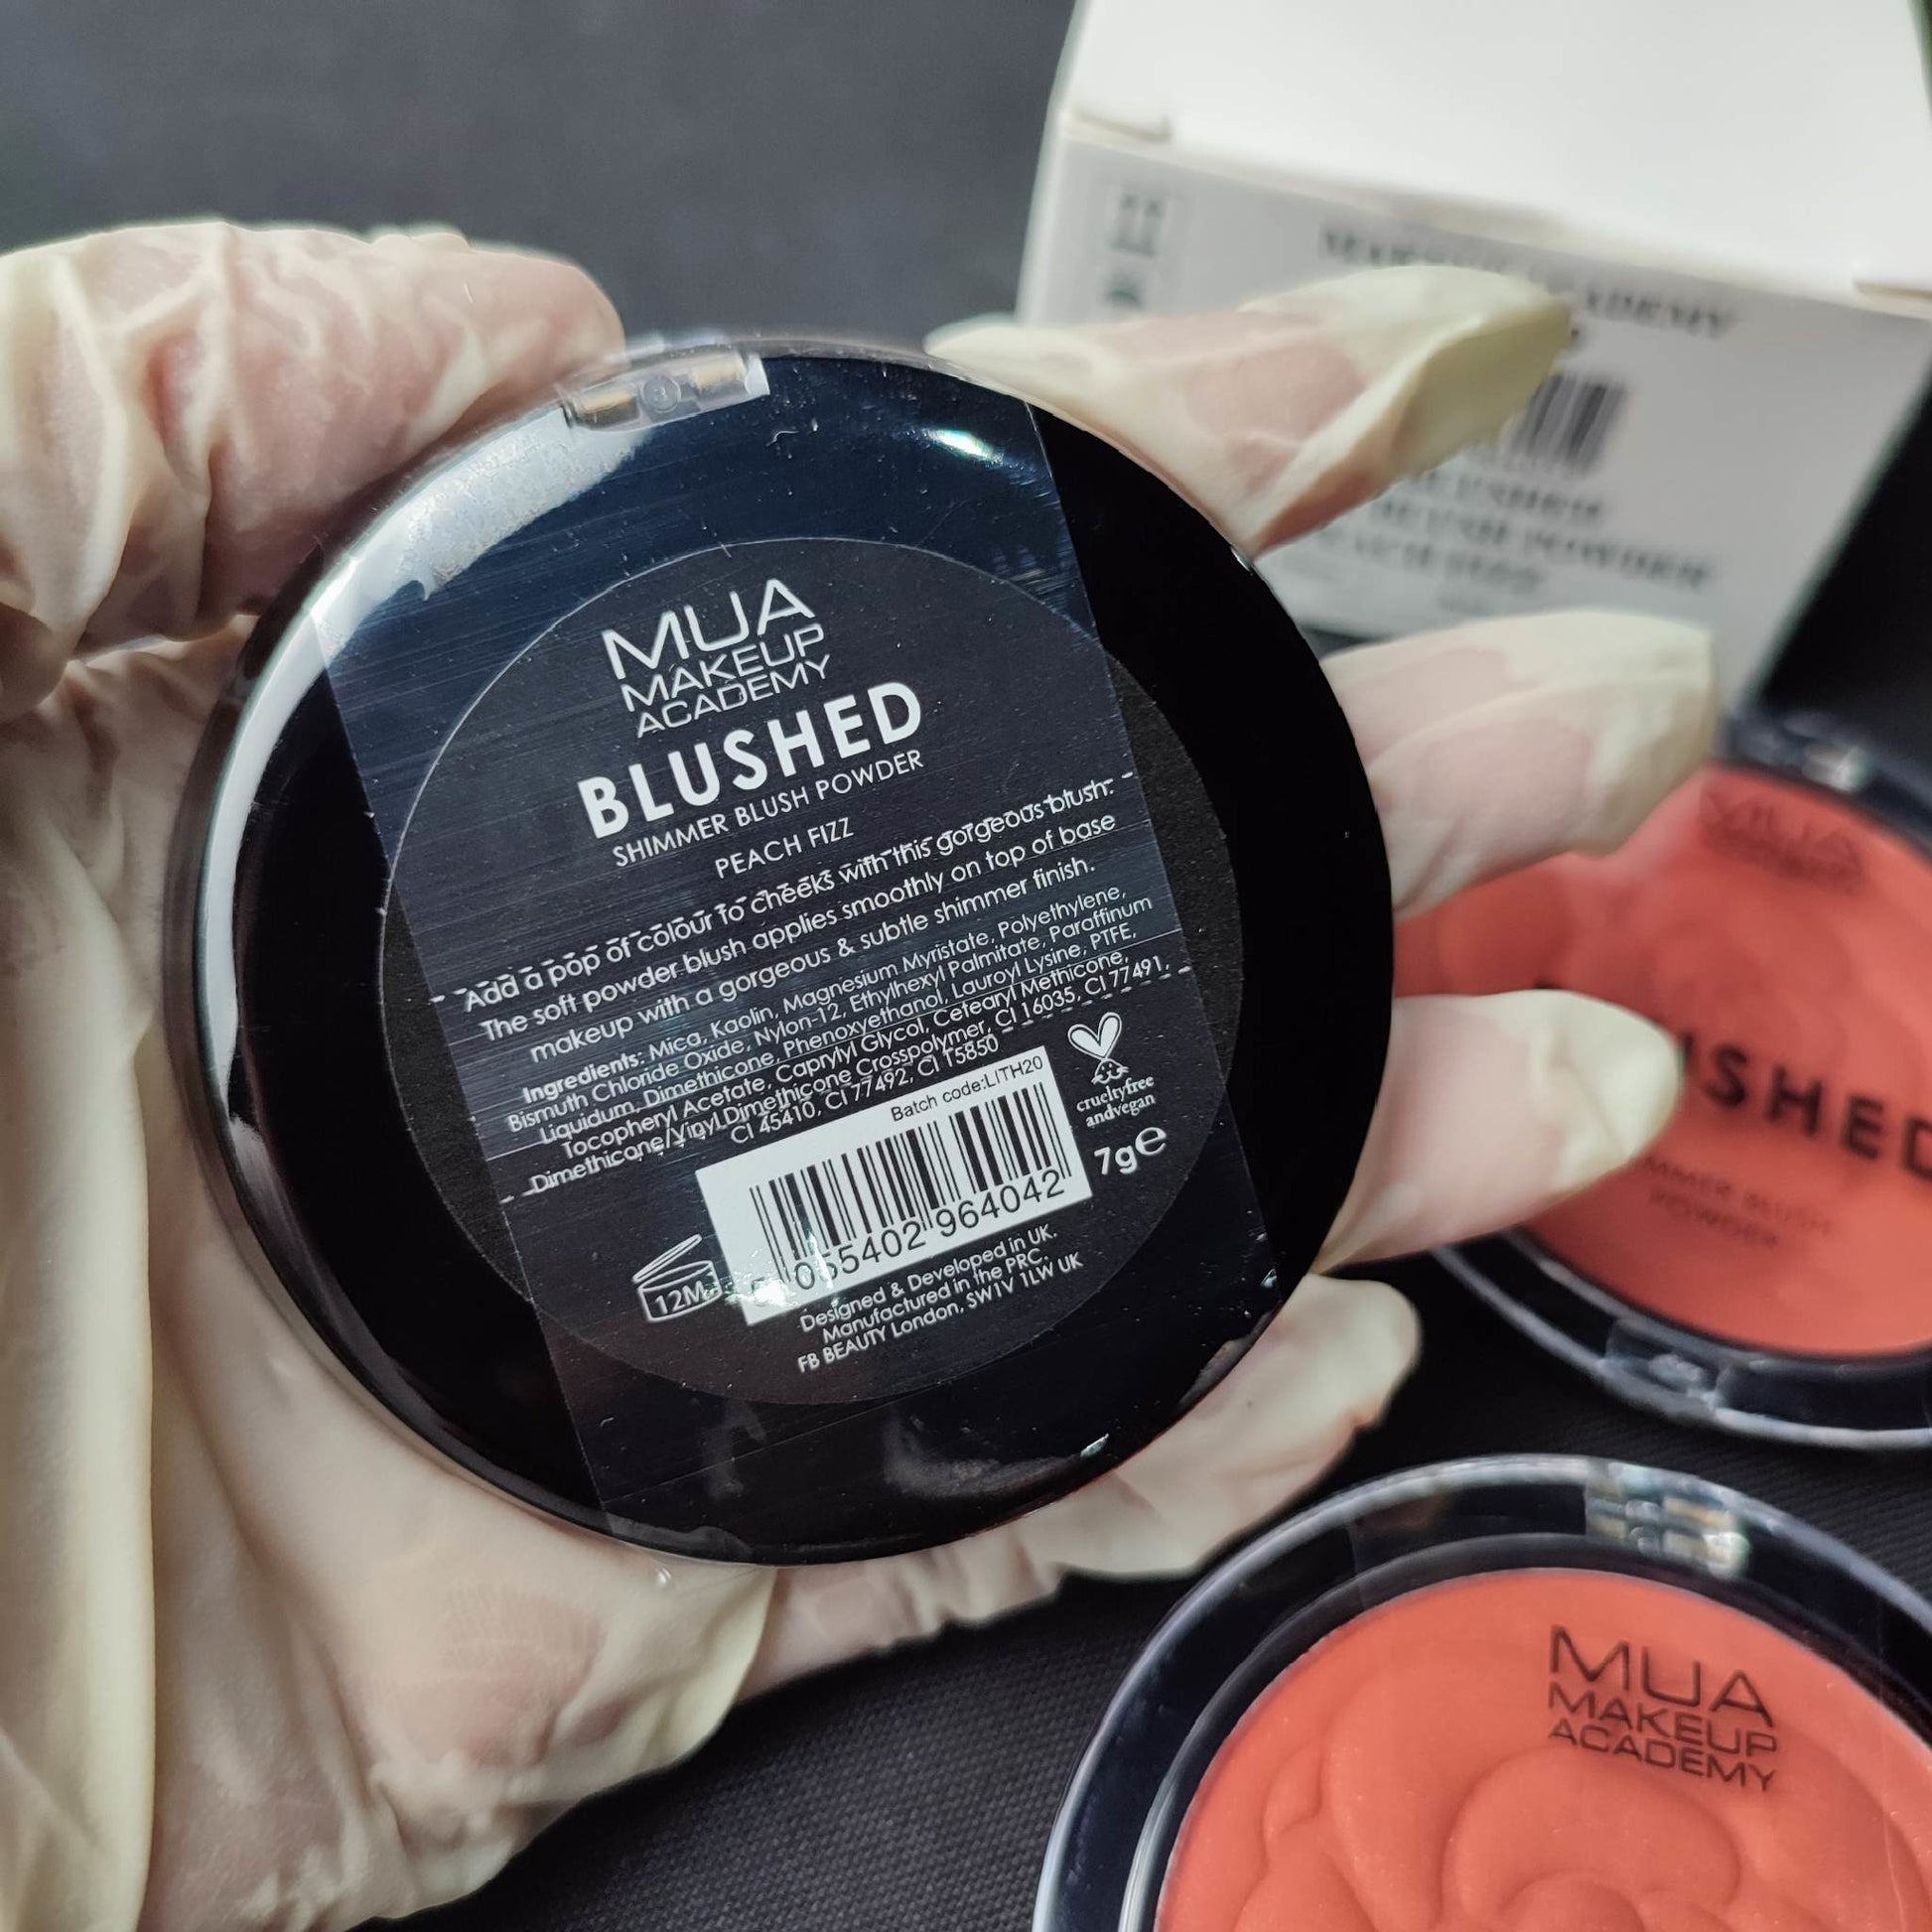 MUA
MAKEUP
ACADEMY
BLUSHED
SHIMMER BLUSH POWDER
PEACH FIZZ
Add a pop of colour to cheeks with this gorgeous blush.
The soft powder blush applies smoothly on top of base
makeup with a gorgeous & subtle shimmer finish.
Ingredients: Mica, Kaolin, Magnesium Myristate, Polyethylene,
Bismuth Chloride Oxide, Nylon-12, Ethylhexyl Palmitate, Paraffinum
Liquidum, Dimethicone, Phenoxyethanol, Lauroyl Lysine, PTFE,
Tocopheryl Acetate, Caprylyl Glycol, Cetearyl Methicone,
Dimethicone/Vinyl Dimethicone Crosspolymer, CI 16035, CI 77491,
CI 45410, CI 77492, CI 15850
Batch code:LITH20
crueltyfree
andvegan
7g e
055402 964042
12M
Designed & Developed in UK.
Manufactured in the PRC.
FB BEAUTY London, SW1V 1LW UK
MUA
SHED
MUA
MAKEUP
ACADEMY